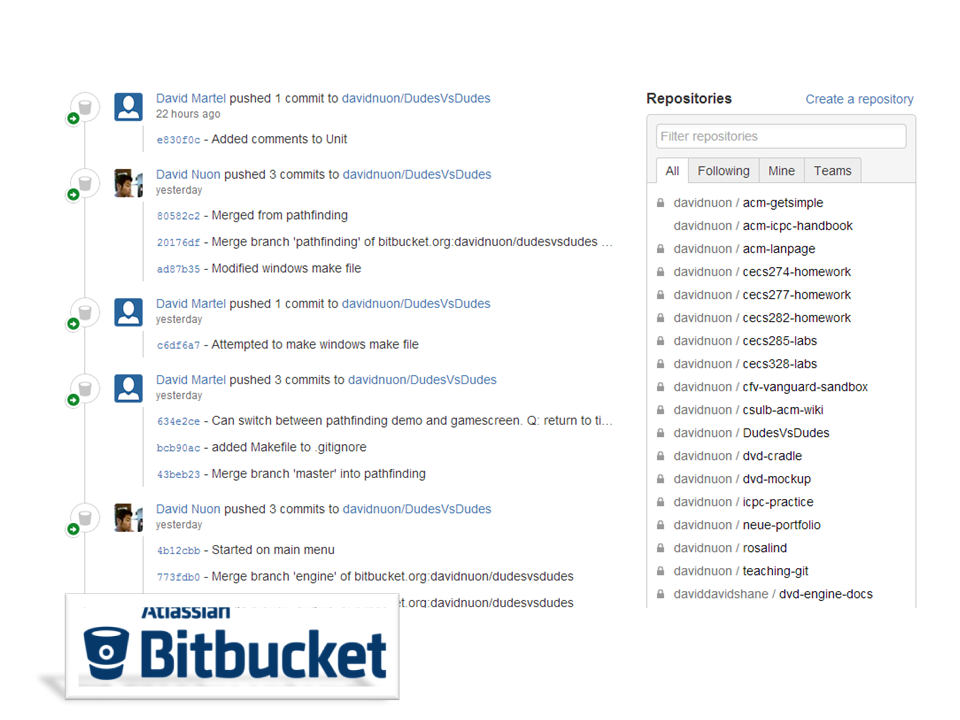 David Martel pushed 1 commit to davidnuon/DudesVsDudes
22 hours ago
e830f0c - Added comments to Unit
David Nuon pushed 3 commits to davidnuon/DudesVsDudes
yesterday
80582c2 - Merged from pathfinding
20176df - Merge branch 'pathfinding' of bitbucket.org:davidnuon/dudesvsdudes ...
ad87b35 - Modified windows make file
David Martel pushed 1 commit to davidnuon/DudesVsDudes
yesterday
c6df6a7 - Attempted to make windows make file
David Martel pushed 3 commits to davidnuon/DudesVsDudes
yesterday
634e2ce - Can switch between pathfinding demo and gamescreen. Q: return to ti...
bcb90ac - added Makefile to .gitignore
43beb23 - Merge branch 'master' into pathfinding
David Nuon pushed 3 commits to davidnuon/DudesVsDudes
yesterday
4b12cbb - Started on main menu
773fdb0 - Merge branch 'engine' of bitbucket.org:davidnuon/dudesvsdudes
et.org:davidnuon/dudesvsdudes
Atlassian
Bitbucket
Repositories
Create a repository
Filter repositories
All Following Mine Teams
davidnuon / acm-getsimple
davidnuon / acm-icpc-handbook
davidnuon / acm-lanpage
davidnuon / cecs274-homework
davidnuon / cecs277-homework
davidnuon / cecs282-homework
davidnuon / cecs285-labs
davidnuon / cecs328-labs
davidnuon / cfv-vanguard-sandbox
davidnuon / csulb-acm-wiki
davidnuon / DudesVsDudes
davidnuon / dvd-cradle
davidnuon / dvd-mockup
davidnuon / icpc-practice
davidnuon / neue-portfolio
davidnuon / rosalind
davidnuon / teaching-git
daviddavidshane / dvd-engine-docs